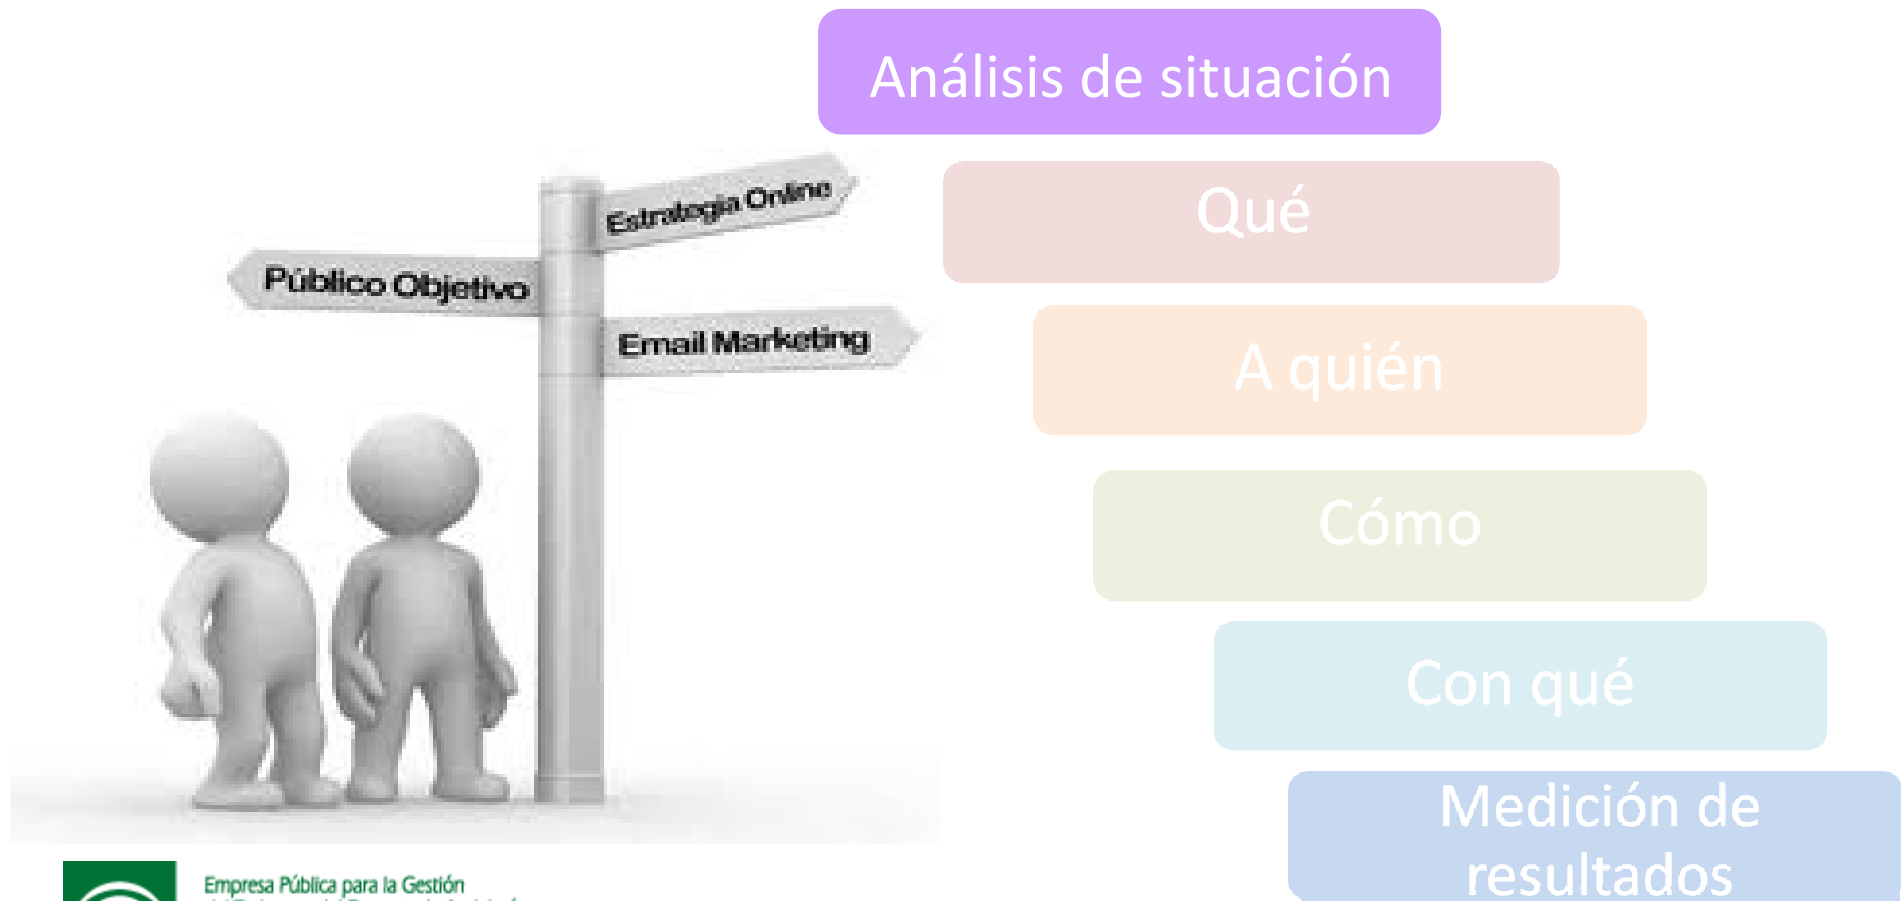 Análisis de situación
Estrategia Online
Qué
Público Objetivo
Email Marketing
A quién
Cómo
Con qué
Medición de
resultados
Empresa Pública para la Gestión